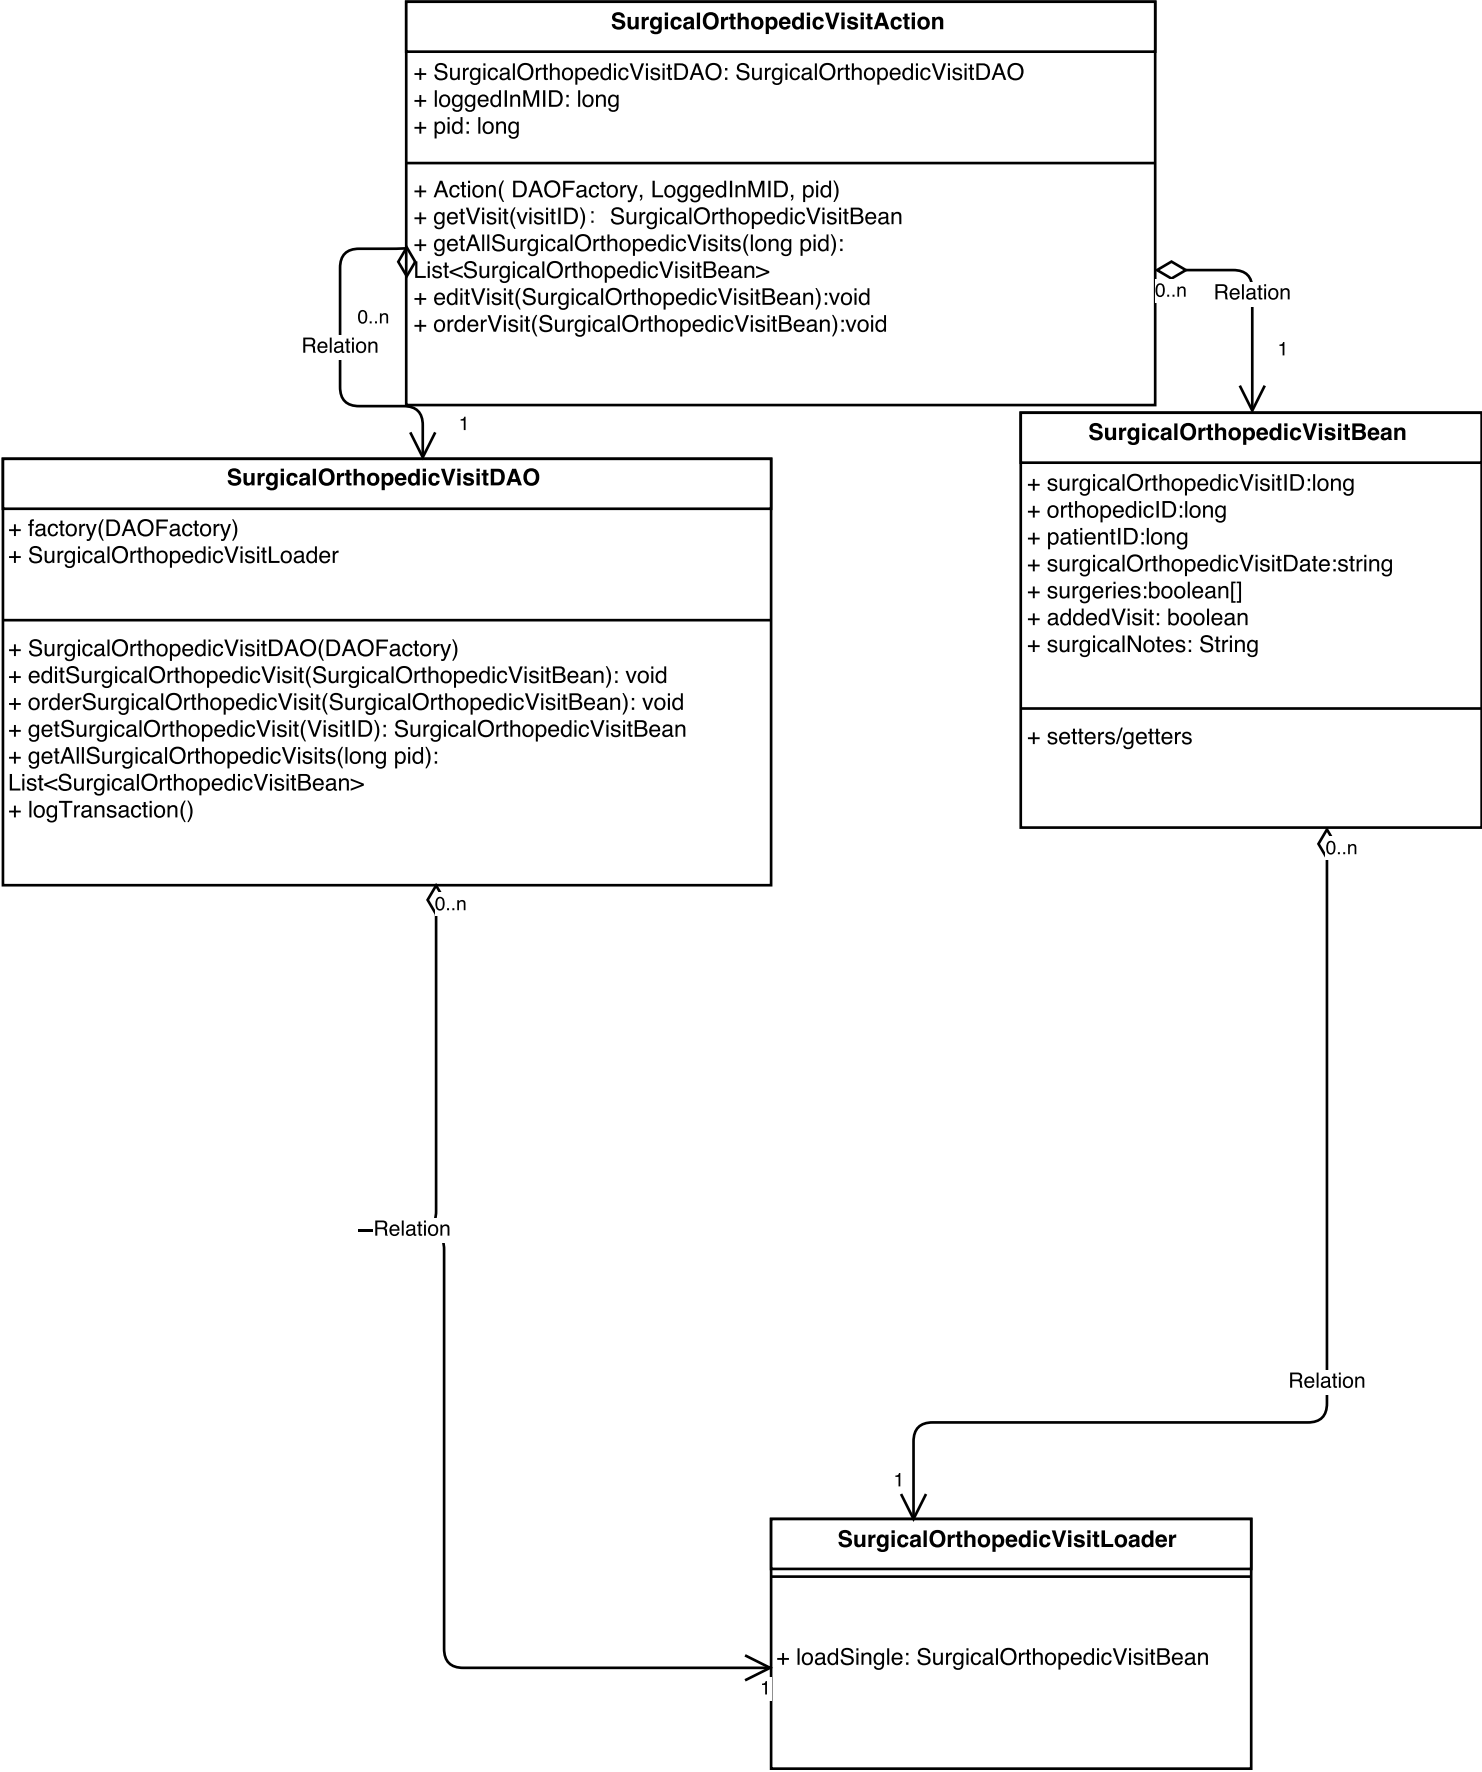 SurgicalOrthopedicVisitAction
+ SurgicalOrthopedicVisitDAO: SurgicalOrthopedicVisitDAO
+ loggedInMID: long
+ pid: long
+ Action( DAOFactory, LoggedInMID, pid)
+ getVisit(visitID): SurgicalOrthopedicVisitBean
+ getAllSurgicalOrthopedicVisits(long pid):
List<SurgicalOrthopedicVisitBean>
+ editVisit(SurgicalOrthopedicVisitBean):void
+ orderVisit(SurgicalOrthopedicVisitBean):void
0..n
Relation
1
0..n
Relation
1
SurgicalOrthopedicVisitDAO
+ factory(DAOFactory)
+ SurgicalOrthopedicVisitLoader
+ SurgicalOrthopedicVisitDAO(DAOFactory)
+ editSurgicalOrthopedicVisit(SurgicalOrthopedicVisitBean): void
+ orderSurgicalOrthopedicVisit(SurgicalOrthopedicVisitBean): void
+ getSurgicalOrthopedicVisit(VisitID): SurgicalOrthopedicVisitBean
+ getAllSurgicalOrthopedicVisits(long pid):
List<SurgicalOrthopedicVisitBean>
+ logTransaction()
SurgicalOrthopedicVisitBean
+ surgicalOrthopedicVisitID:long
+ orthopedicID:long
+ patientID:long
+ surgicalOrthopedicVisitDate:string
+ surgeries:boolean[]
+ addedVisit: boolean
+ surgicalNotes: String
+ setters/getters
0..n
0..n
Relation
Relation
1
SurgicalOrthopedicVisitLoader
+ loadSingle: SurgicalOrthopedicVisitBean
1